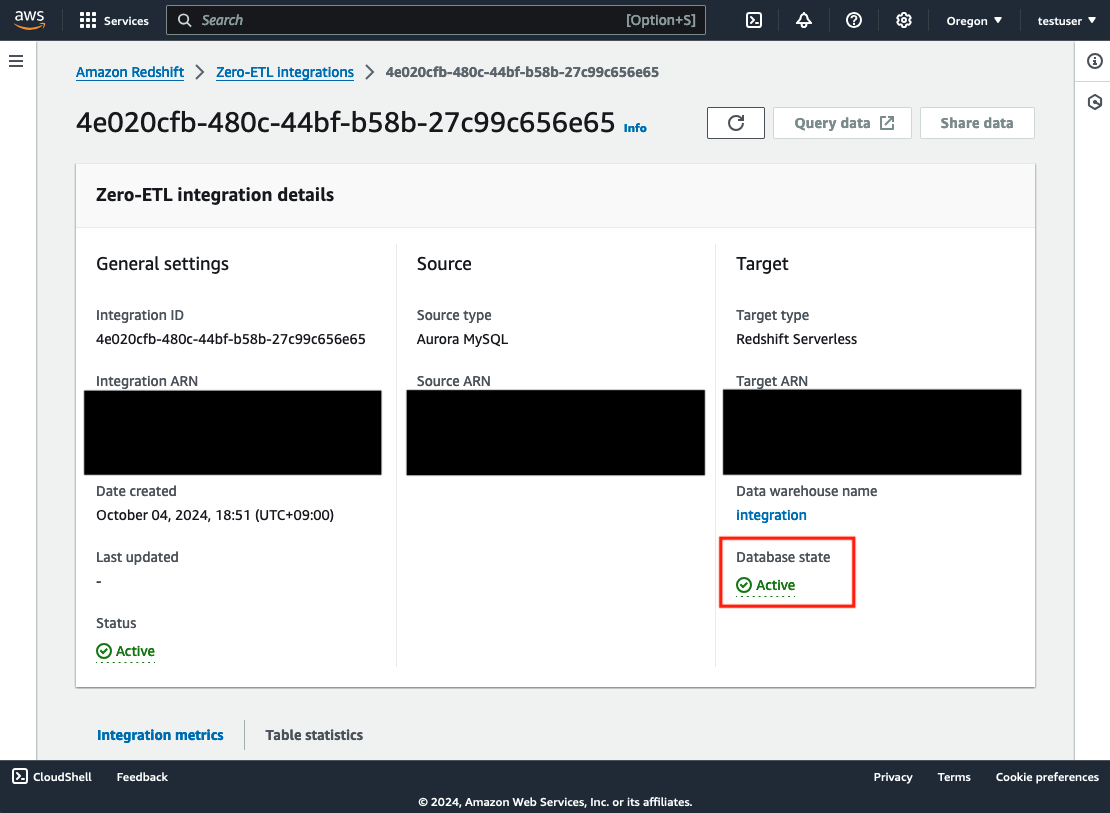 aws
Services
Search
[Option+S]
Oregon
testuser
Amazon Redshift
Zero-ETL integrations
4e020cfb-480c-44bf-b58b-27c99c656e65
4e020cfb-480c-44bf-b58b-27c99c656e65
Info
Query data
Share data
Zero-ETL integration details
General settings
Integration ID
4e020cfb-480c-44bf-b58b-27c99c656e65
Integration ARN
Date created
October 04, 2024, 18:51 (UTC+09:00)
Last updated
-
Status
Active
Source
Source type
Aurora MySQL
Source ARN
Target
Target type
Redshift Serverless
Target ARN
Data warehouse name
integration
Database state
Active
Integration metrics
Table statistics
CloudShell
Feedback
Privacy
Terms
Cookie preferences
© 2024, Amazon Web Services, Inc. or its affiliates.